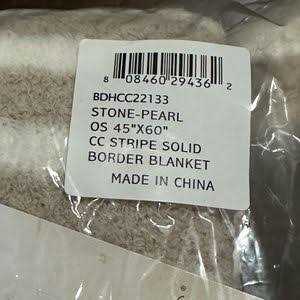 8 08460 29436 2
BDHCC22133
STONE-PEARL
OS 45"X60"
CC STRIPE SOLID
BORDER BLANKET
MADE IN CHINA